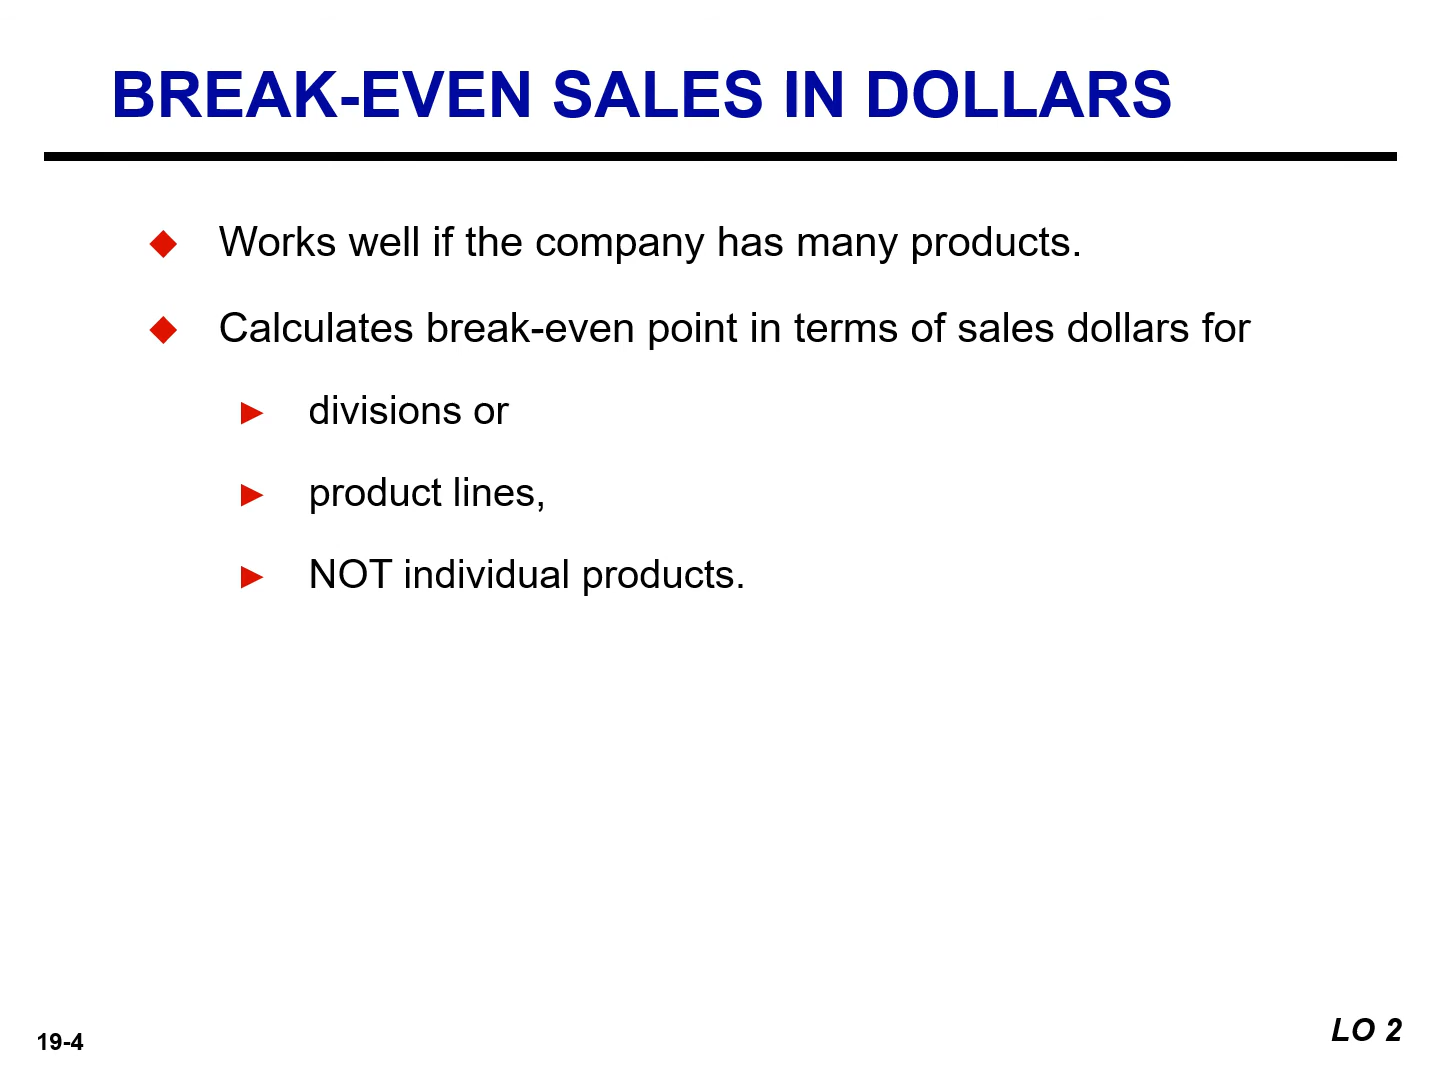 BREAK-EVEN SALES IN DOLLARS
Works well if the company has many products.
Calculates break-even point in terms of sales dollars for
divisions or
product lines,
NOT individual products.
19-4
LO 2